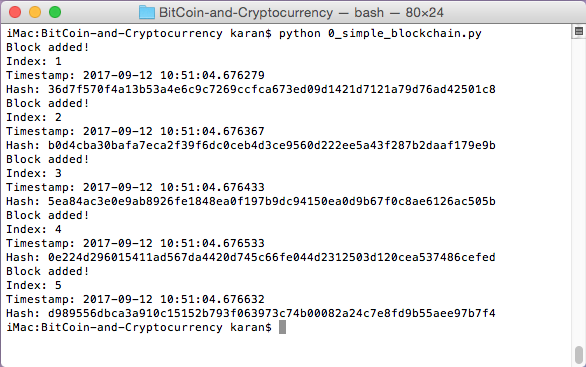 BitCoin-and-Cryptocurrency — bash — 80×24
iMac:BitCoin-and-Cryptocurrency karan$ python 0_simple_blockchain.py
Block added!
Index: 1
Timestamp: 2017-09-12 10:51:04.676279
Hash: 36d7f570f4a13b53a4e6c9c7269ccfca673ed09d1421d7121a79d76ad42501c8
Block added!
Index: 2
Timestamp: 2017-09-12 10:51:04.676367
Hash: b0d4cba30bafa7eca2f39f6dc0ceb4d3ce9560d222ee5a43f287b2daaf179e9b
Block added!
Index: 3
Timestamp: 2017-09-12 10:51:04.676433
Hash: 5ea84ac3e0e9ab8926fe1848ea0f197b9dc94150ea0d9b67f0c8ae6126ac505b
Block added!
Index: 4
Timestamp: 2017-09-12 10:51:04.676533
Hash: 0e224d296015411ad567da4420d745c66fe044d2312503d120cea537486cefed
Block added!
Index: 5
Timestamp: 2017-09-12 10:51:04.676632
Hash: d989556dbca3a910c15152b793f063973c74b00082a24c7e8fd9b55aee97b7f4
iMac:BitCoin-and-Cryptocurrency karan$